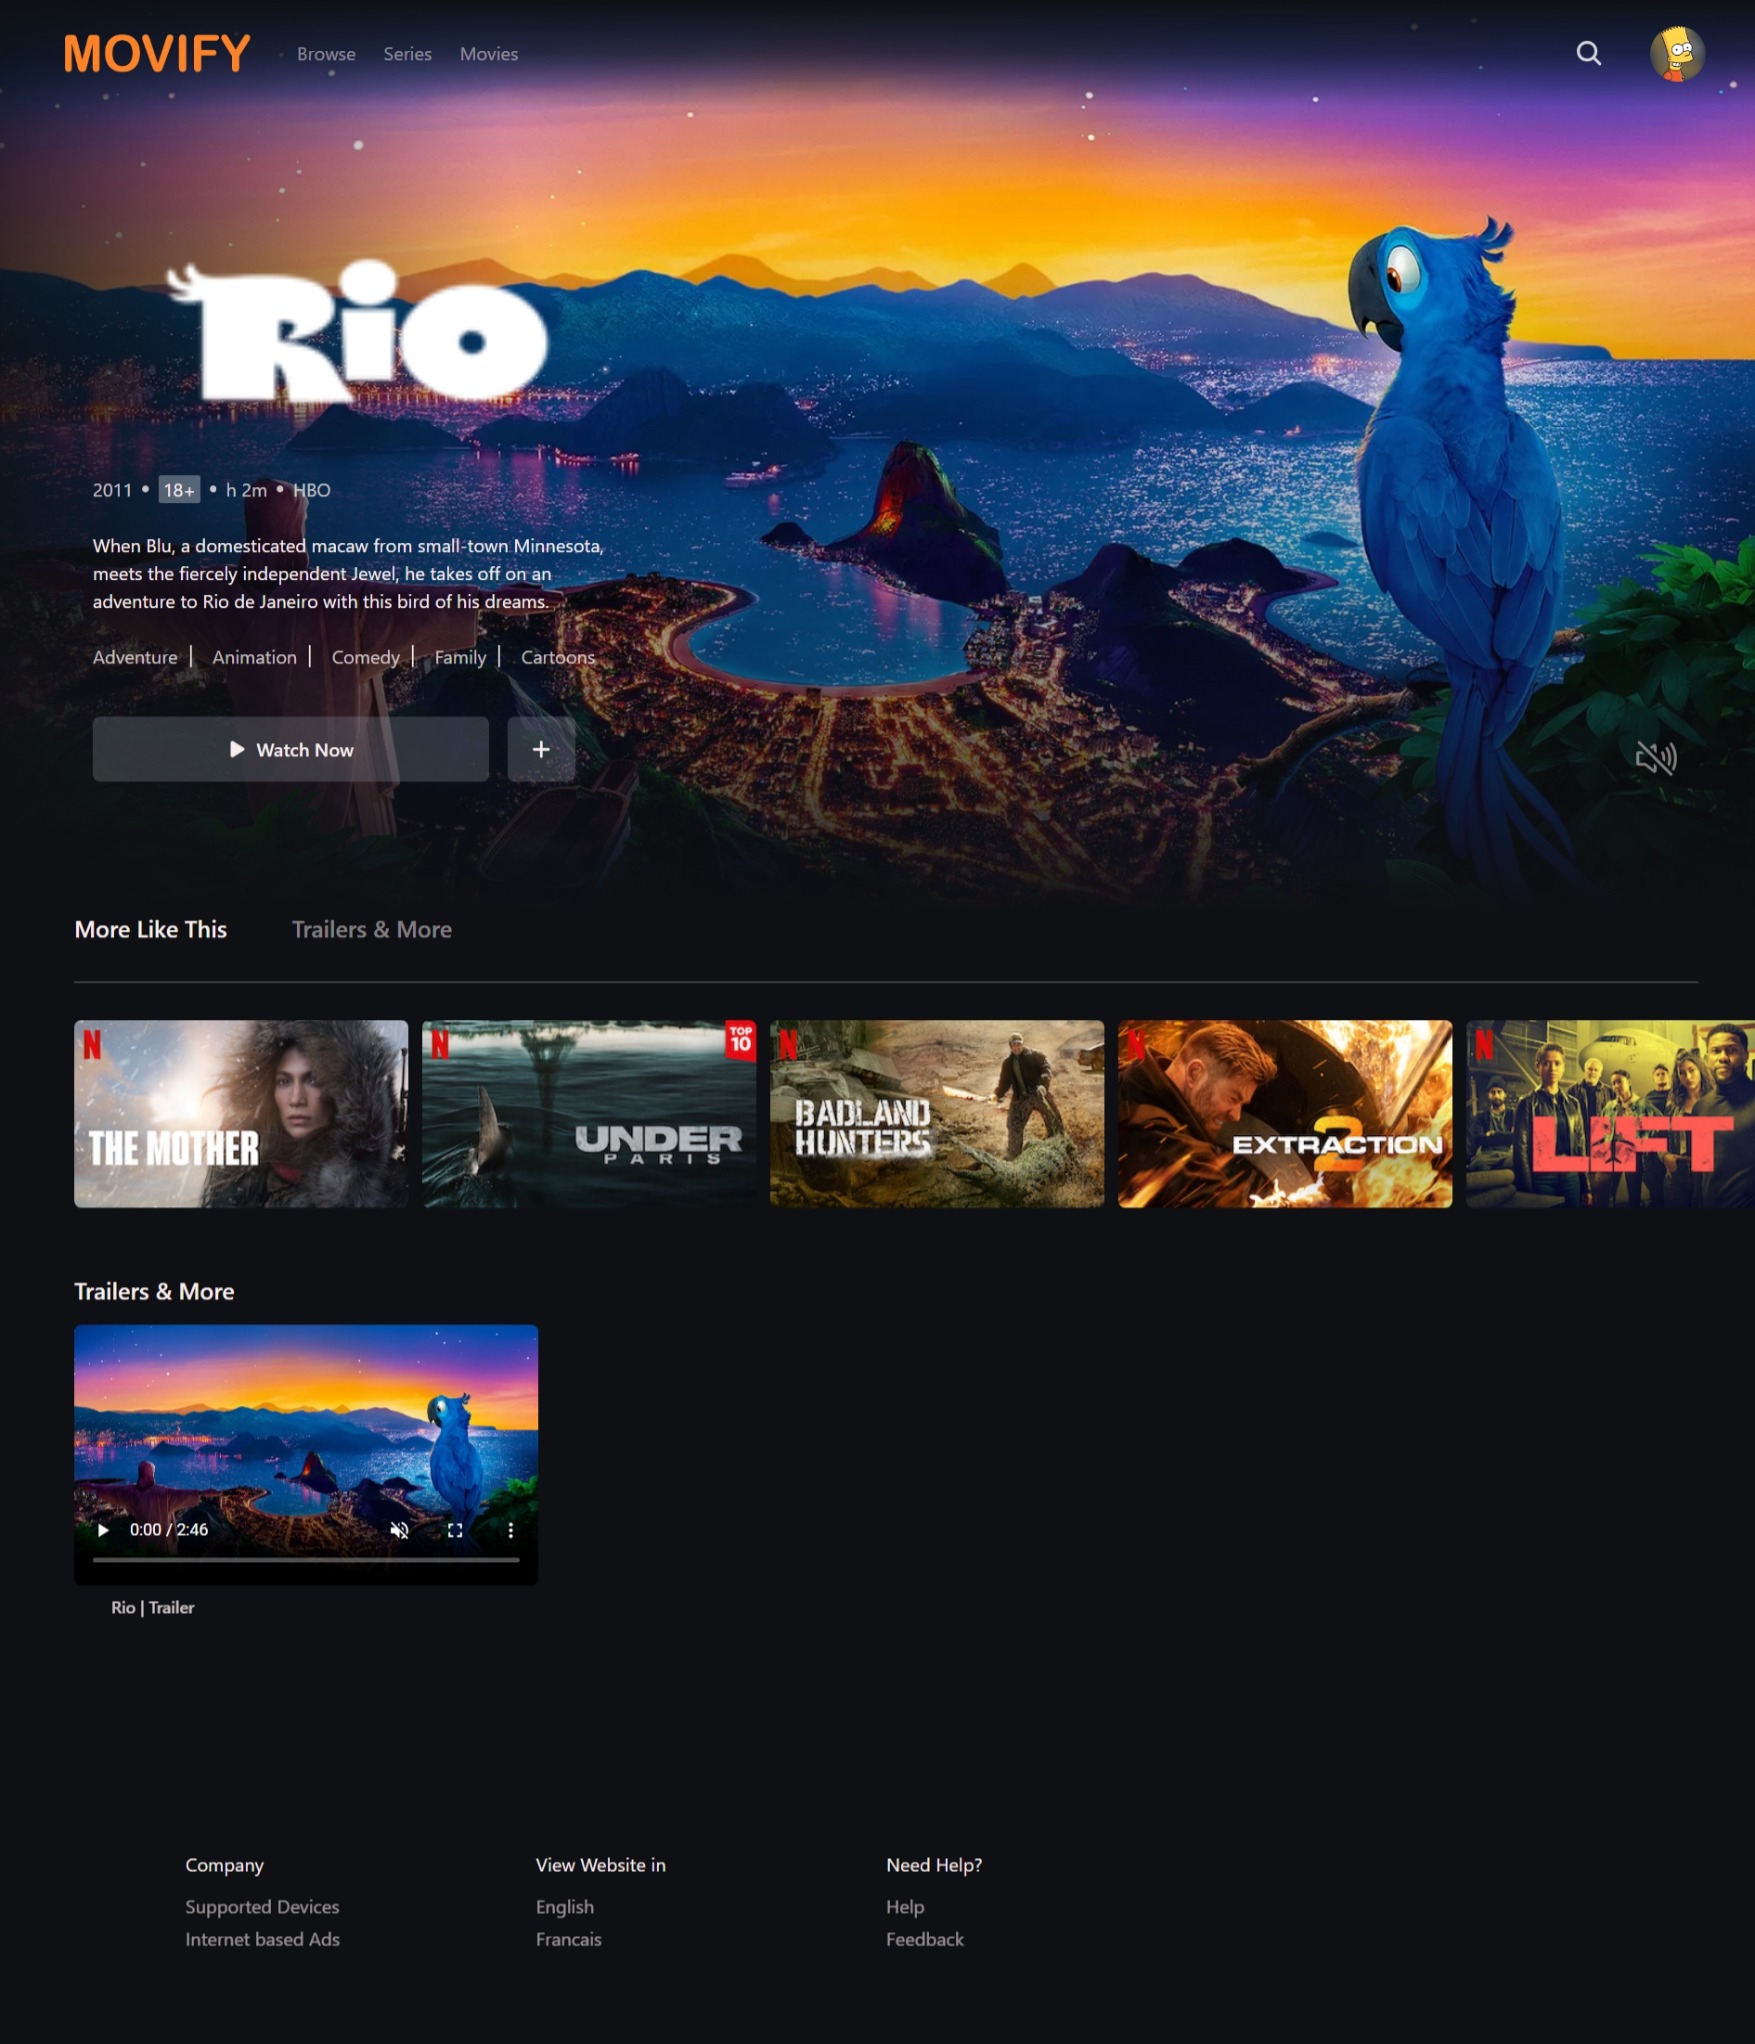 MOVIFY Browse Series Movies
Rio
2011 • 18+ • h 2m • HBO
When Blu, a domesticated macaw from small-town Minnesota,
meets the fiercely independent Jewel, he takes off on an
adventure to Rio de Janeiro with this bird of his dreams.
Adventure | Animation | Comedy | Family | Cartoons
Watch Now +
More Like This Trailers & More
N
THE MOTHER
N
TOP
10
UNDER
PARIS
N
BADLAND
HUNTERS
N
EXTRACTION
2
N
LIFT
Trailers & More
0:00 / 2:46
Rio | Trailer
Company View Website in Need Help?
Supported Devices English Help
Internet based Ads Francais Feedback